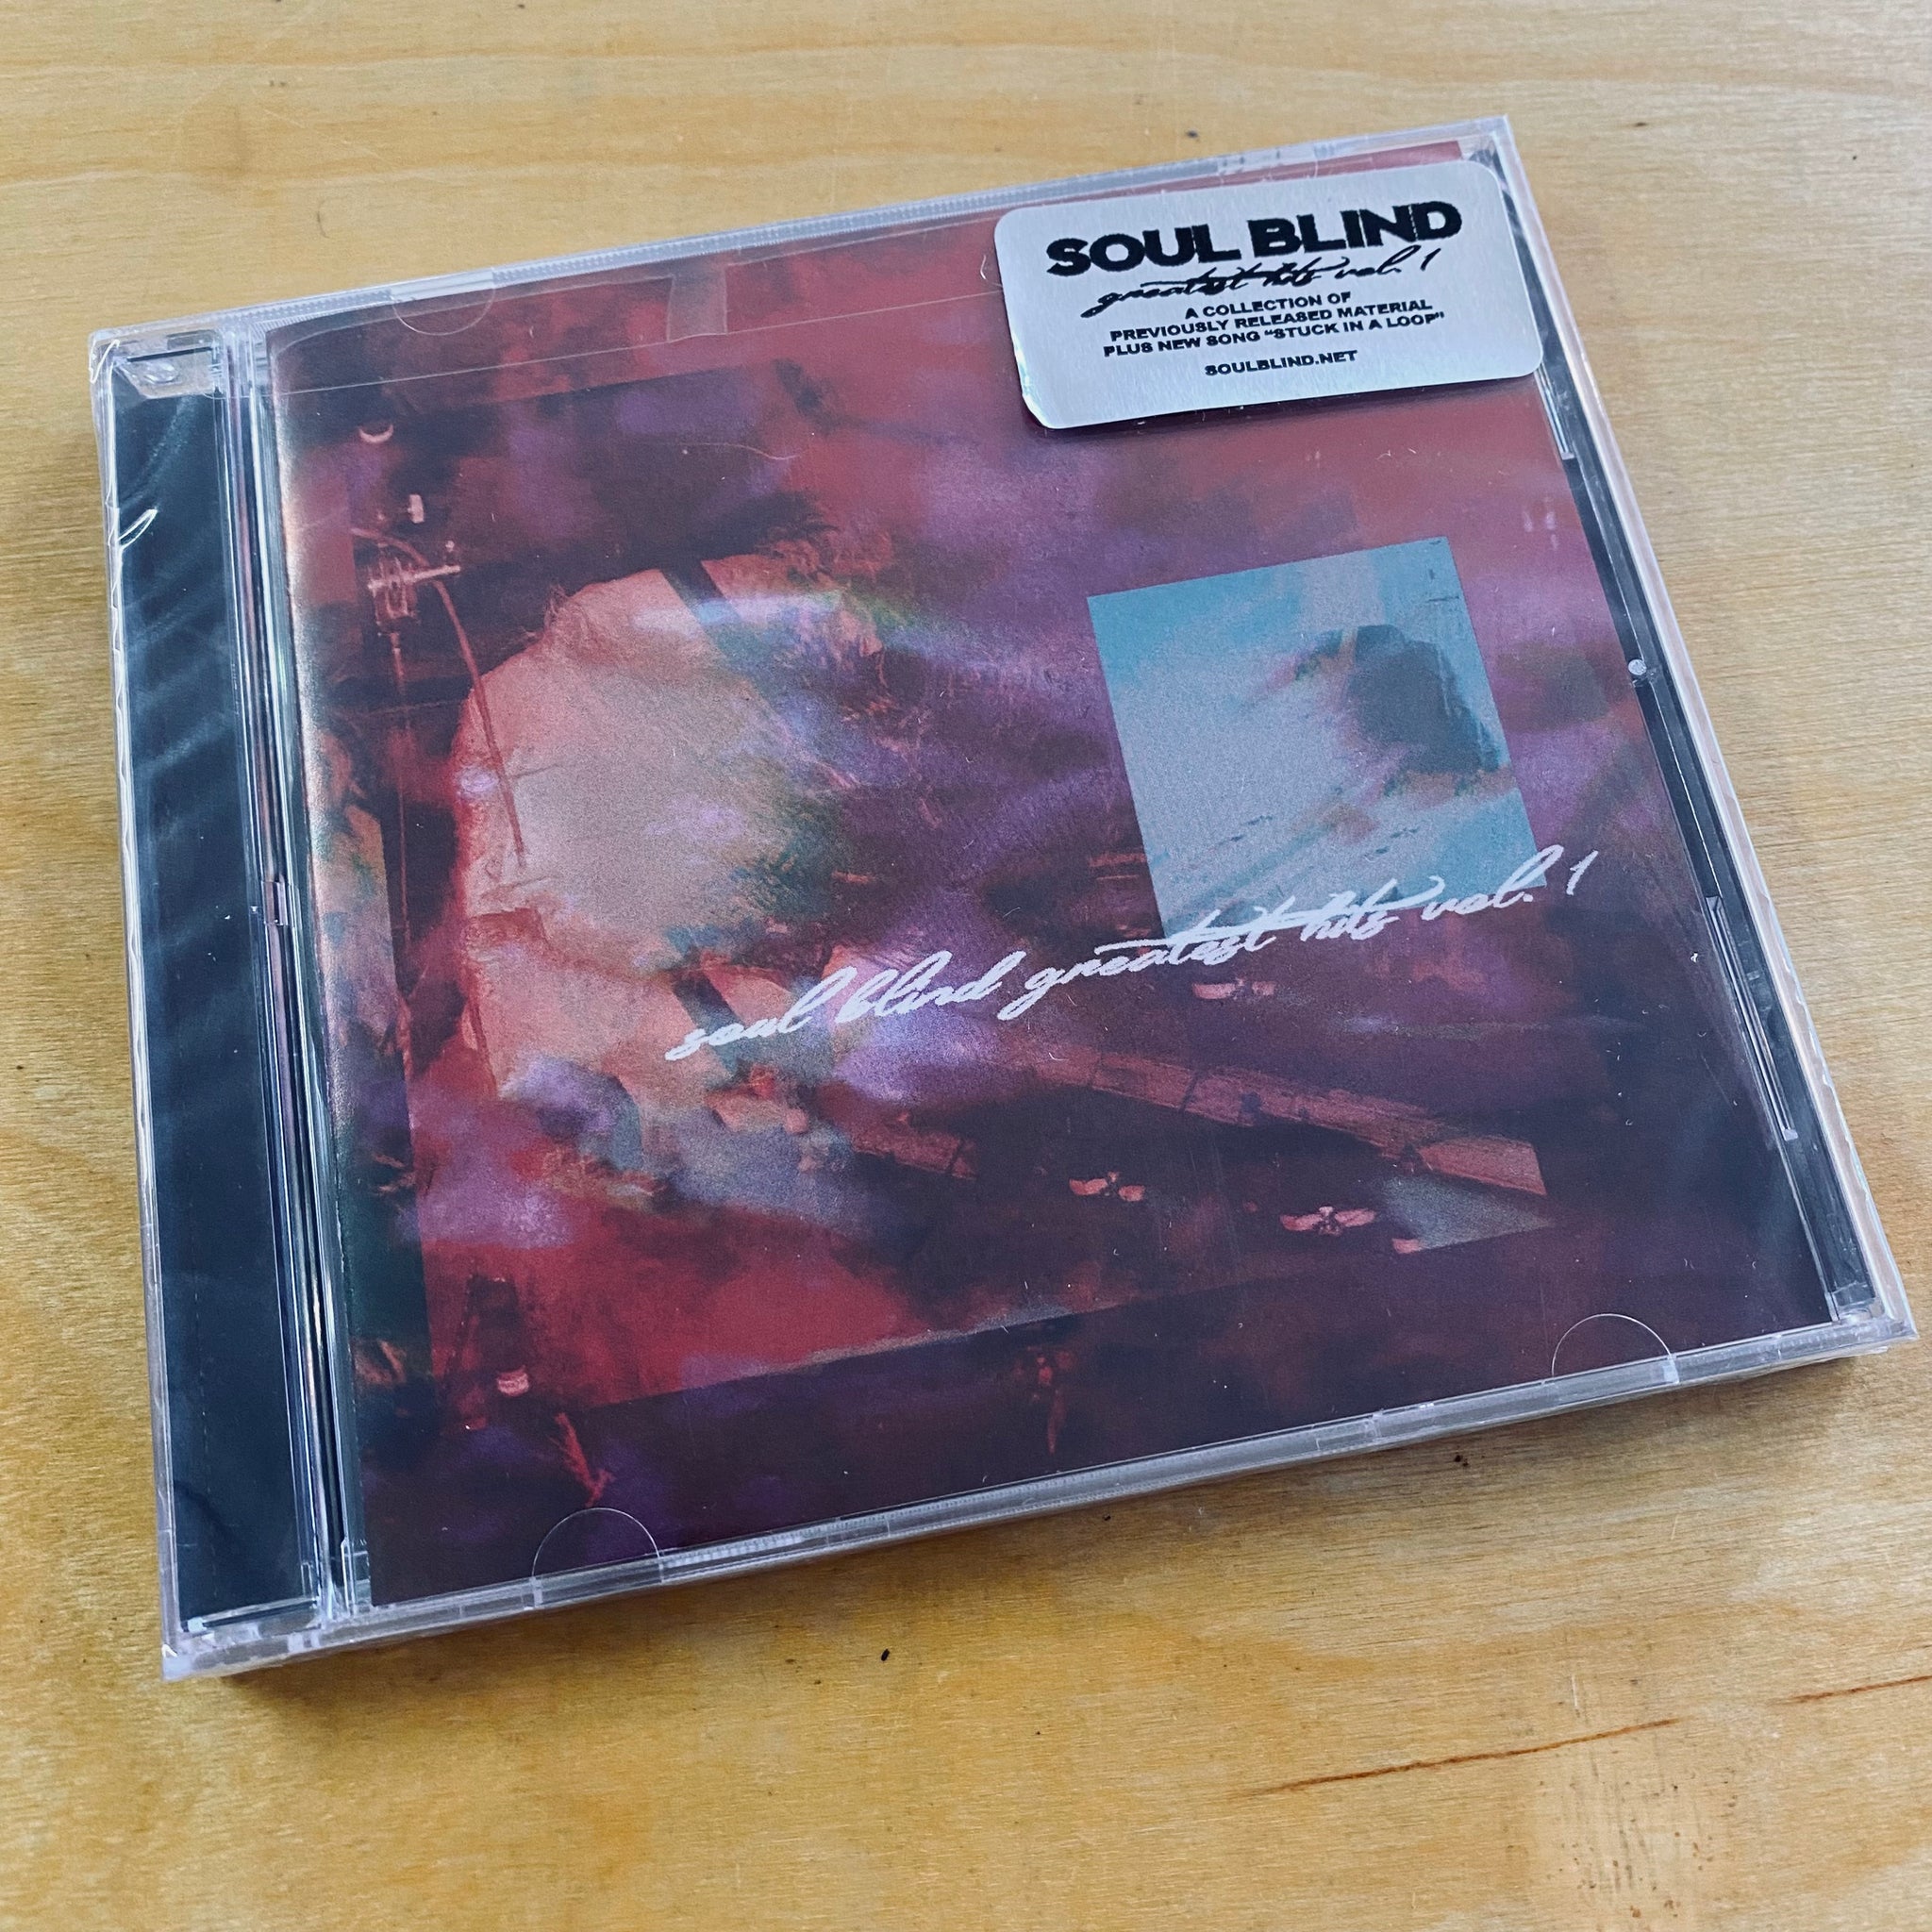 SOUL BLIND
greatest hits vol. 1
A COLLECTION OF
PREVIOUSLY RELEASED MATERIAL
PLUS NEW SONG "STUCK IN A LOOP"
SOULBLIND.NET
soul blind greatest hits vol. 1